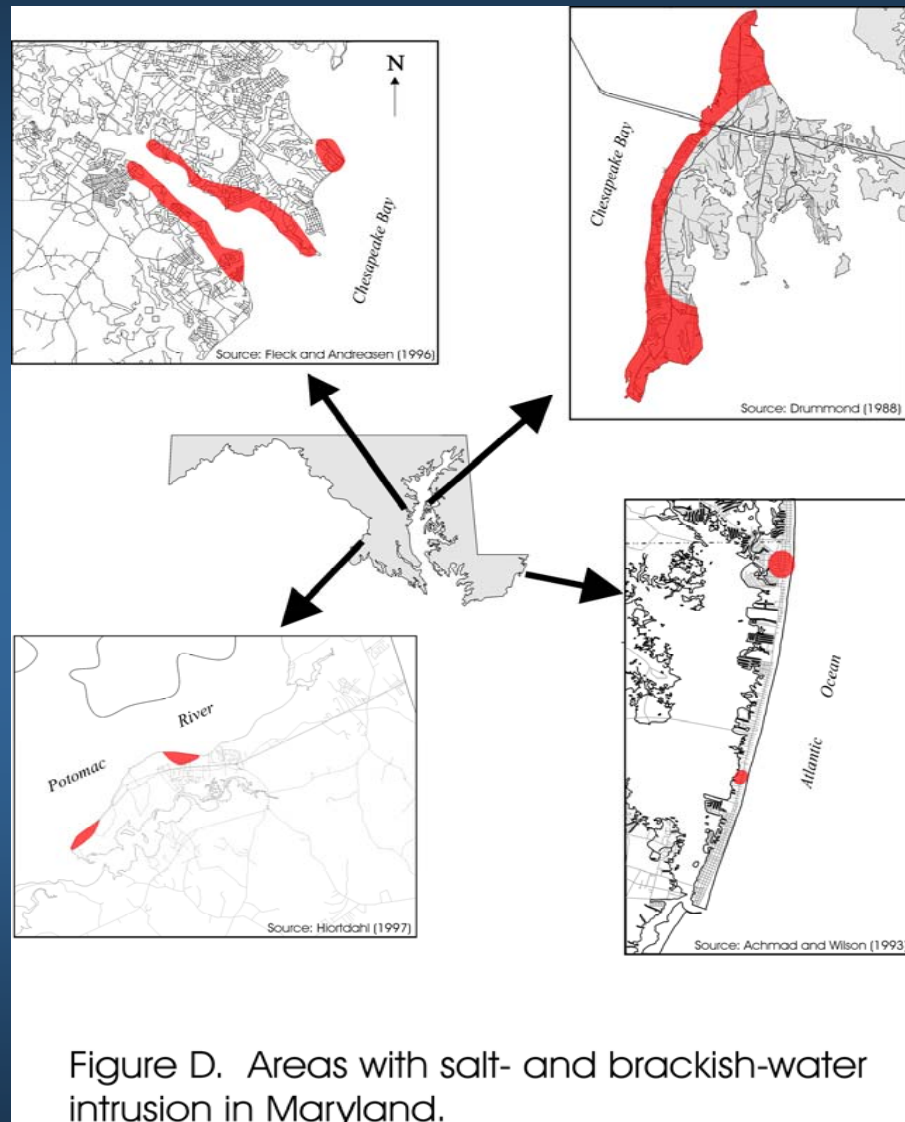 N
Chesapeake Bay
Source: Fleck and Andreasen (1996)
Chesapeake Bay
Source: Drummond (1988)
Potomac River
Source: Hiortdahl (1997)
Atlantic Ocean
Source: Achmad and Wilson (1993)
Figure D. Areas with salt- and brackish-water
intrusion in Maryland.